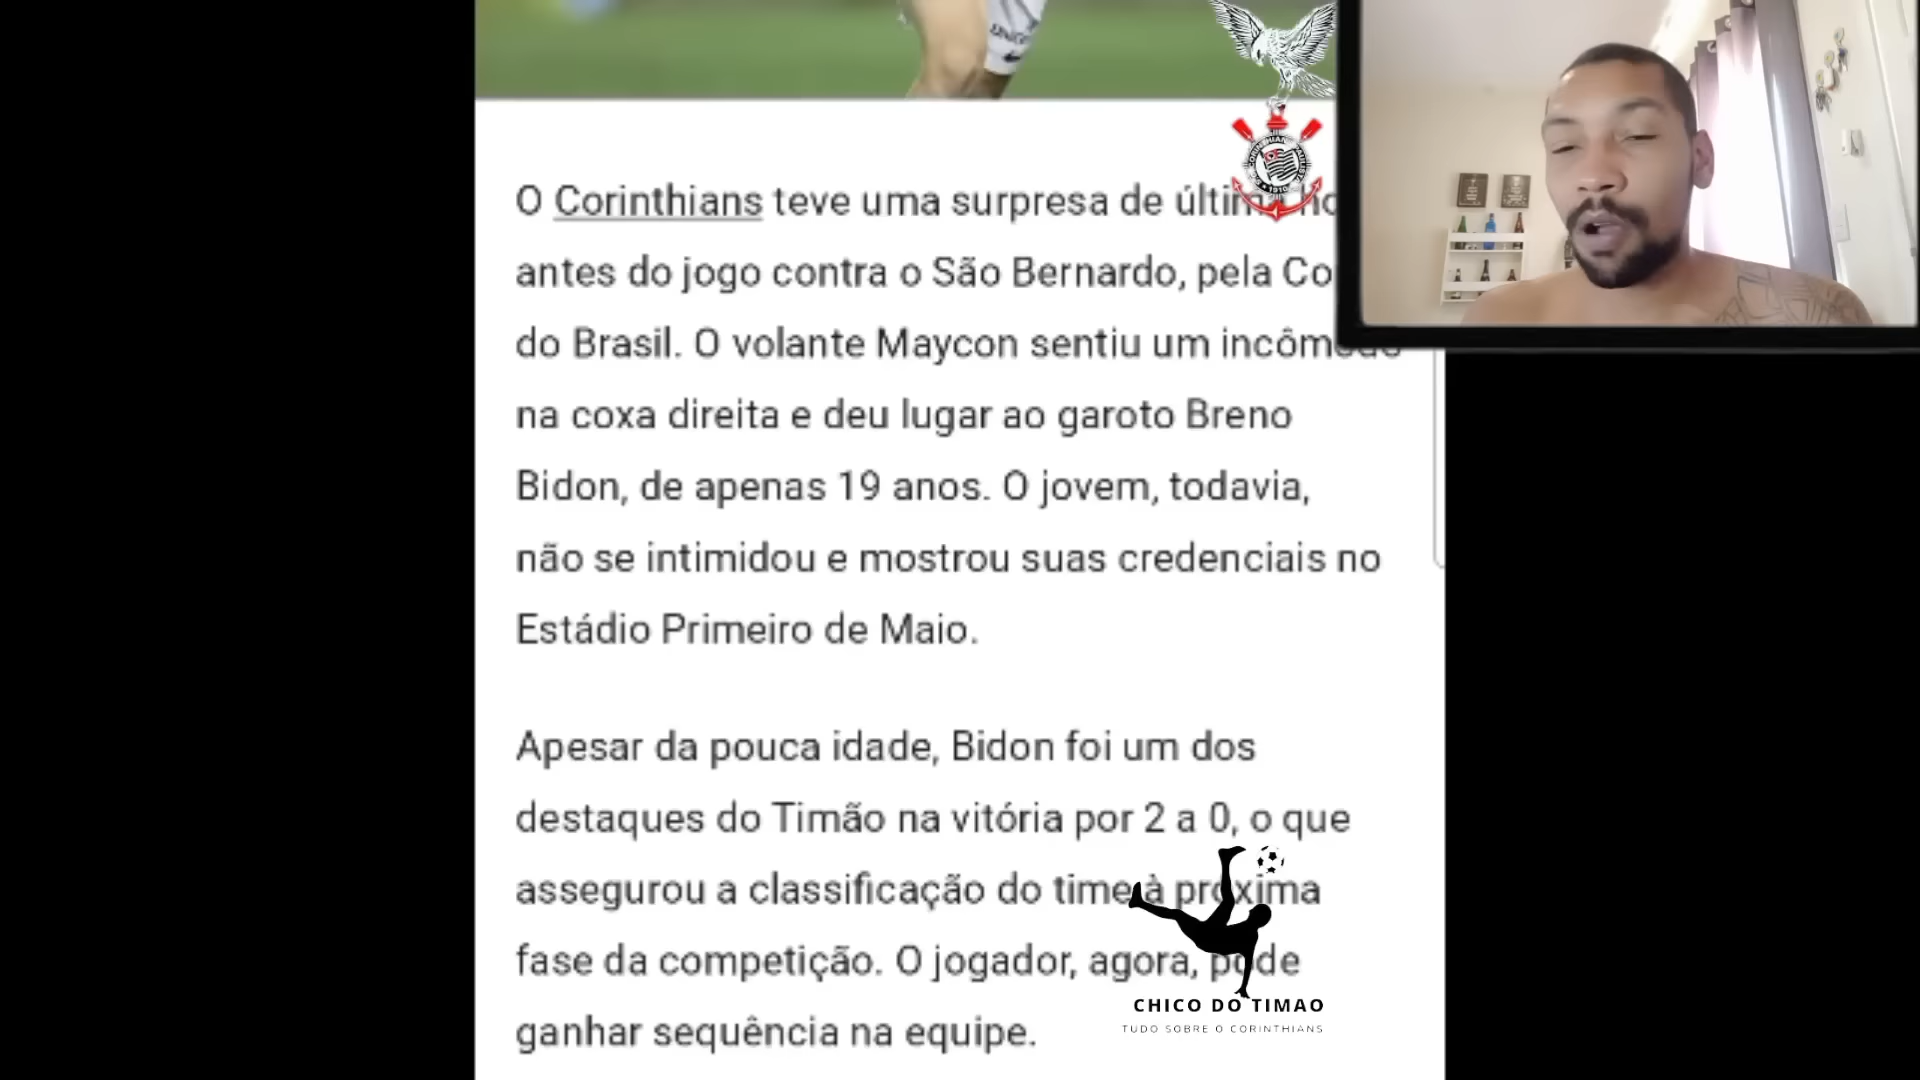 O Corinthians teve uma surpresa de
antes do jogo contra o São Bernardo, pela
do Brasil. O volante Maycon sentiu um
na coxa direita e deu lugar ao garoto Breno
Bidon, de apenas 19 anos. O jovem, todavia,
não se intimidou e mostrou suas credenciais no
Estádio Primeiro de Maio.
Apesar da pouca idade, Bidon foi um dos
destaques do Timão na vitória por 2 a 0, o que
assegurou a classificação do time à próxima
fase da competição. O jogador, agora, pode
ganhar sequência na equipe.
CHICO DO TIMAO
TUDO SOBRE O CORINTHIANS